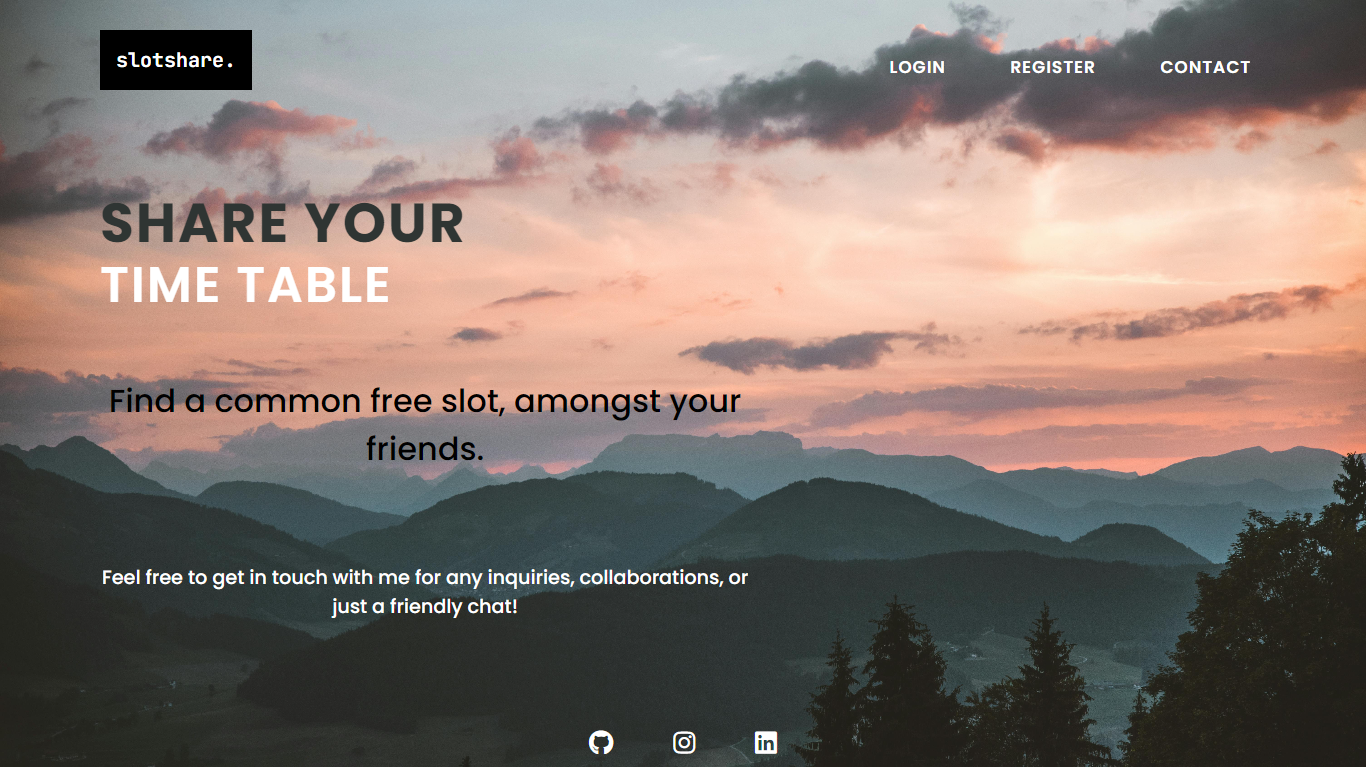 slotshare.
LOGIN REGISTER CONTACT
SHARE YOUR
TIME TABLE
Find a common free slot, amongst your
friends.
Feel free to get in touch with me for any inquiries, collaborations, or
just a friendly chat!
in